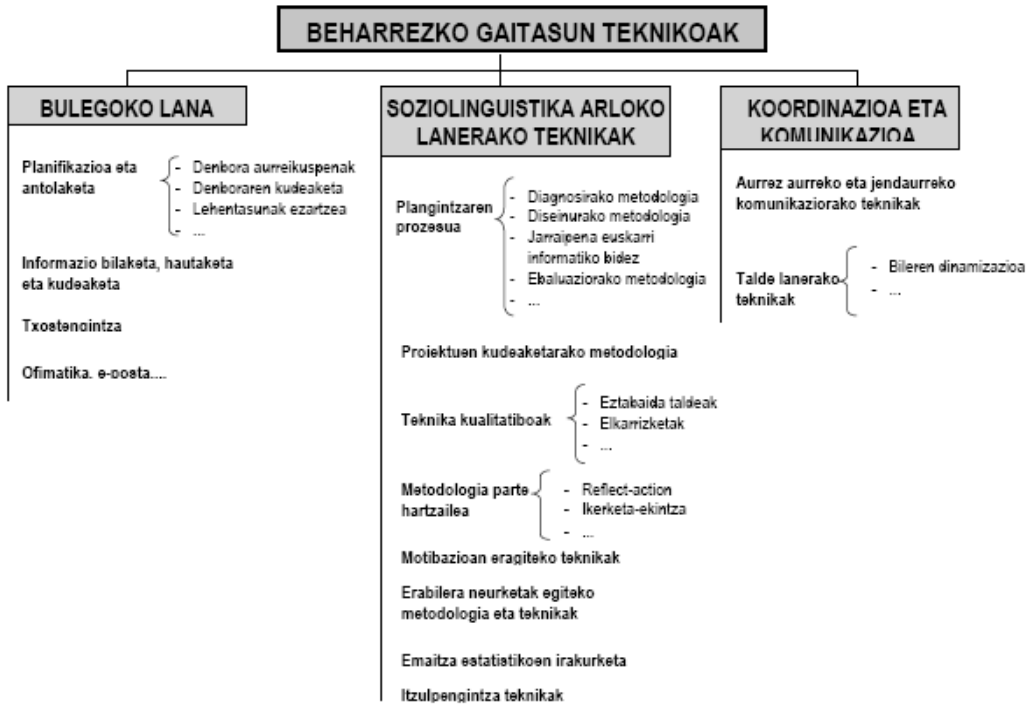 BEHARREZKO GAITASUN TEKNIKOAK
BULEGOKO LANA
Planifikazioa eta
antolaketa
- Denbora aurreikuspenak
- Denboraren kudeaketa
- Lehentasunak ezartzea
- ...
Informazio bilaketa, hautaketa
eta kudeaketa
Txostengintza
Ofimatika, e-posta....
SOZIOLINGUISTIKA ARLOKO
LANERAKO TEKNIKAK
Plangintzaren
prozesua
- Diagnosirako metodologia
- Diseinurako metodologia
- Jarraipena euskarri
informatiko bidez
- Ebaluaziorako metodologia
- ...
Proiektuen kudeaketarako metodologia
Teknika kualitatiboak
- Eztabaida taldeak
- Elkarrizketak
- ...
Metodologia parte
hartzailea
- Reflect-action
- Ikerketa-ekintza
- ...
Motibazioan eragiteko teknikak
Erabilera neurketak egiteko
metodologia eta teknikak
Emaitza estatistikoen irakurketa
Itzulpengintza teknikak
KOORDINAZIOA ETA
KOMUNIKAZIOA
Aurrez aurreko eta jendaurreko
komunikaziorako teknikak
Talde lanerako
teknikak
- Bileren dinamizazioa
- ...